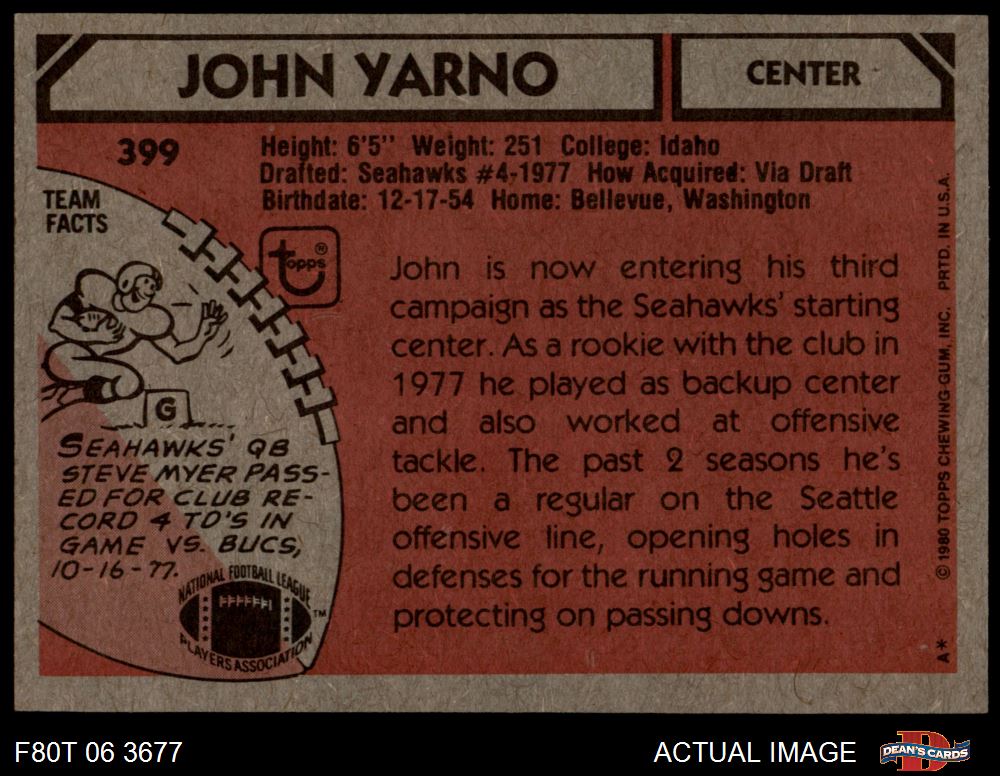 JOHN YARNO
CENTER
399
Height: 6'5" Weight: 251 College: Idaho
Drafted: Seahawks #4-1977 How Acquired: Via Draft
Birthdate: 12-17-54 Home: Bellevue, Washington
TEAM
FACTS
topps®
John is now entering his third
campaign as the Seahawks' starting
center. As a rookie with the club in
1977 he played as backup center
and also worked at offensive
tackle. The past 2 seasons he's
been a regular on the Seattle
offensive line, opening holes in
defenses for the running game and
protecting on passing downs.
G
SEAHAWKS' QB
STEVE MYER PASS-
ED FOR CLUB RE-
CORD 4 TD'S IN
GAME VS. BUCS,
10-16-77.
NATIONAL FOOTBALL LEAGUE
PLAYERS ASSOCIATION
TM
A* © 1980 TOPPS CHEWING GUM, INC. PRTD. IN U.S.A.
F80T 06 3677
ACTUAL IMAGE
D
DEAN'S CARDS